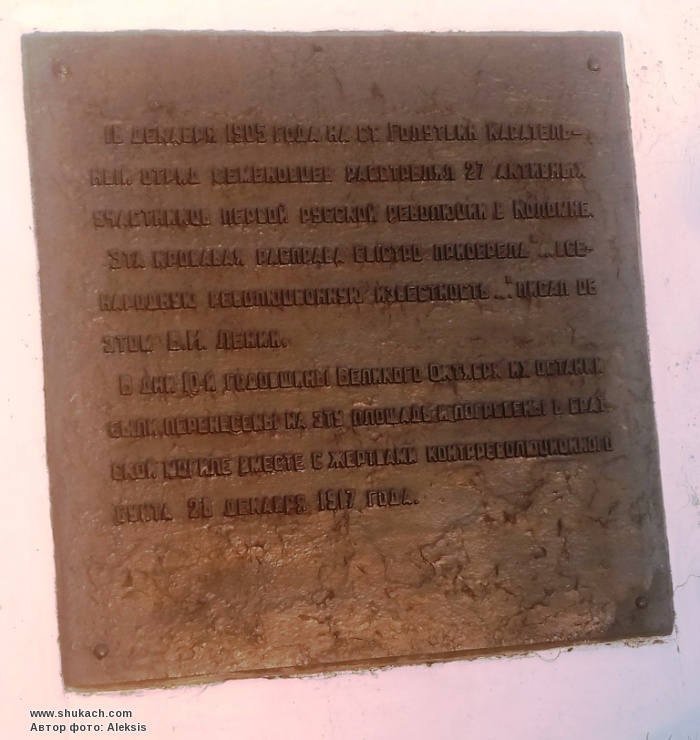 18 декабря 1905 года на ст. Голутвин каратель-
ный отряд семеновцев расстрелял 27 активных
участников первой русской революции в Коломне.
Эта кровавая расправа быстро приобрела "...все-
народную революционную известность..." писал об
этом В.И. Ленин.
В дни 10-й годовщины Великого Октября их останки
были перенесены на эту площадь и погребены в брат-
ской могиле вместе с жертвами контрреволюционного
бунта 26 декабря 1917 года.
www.shukach.com
Автор фото: Aleksis